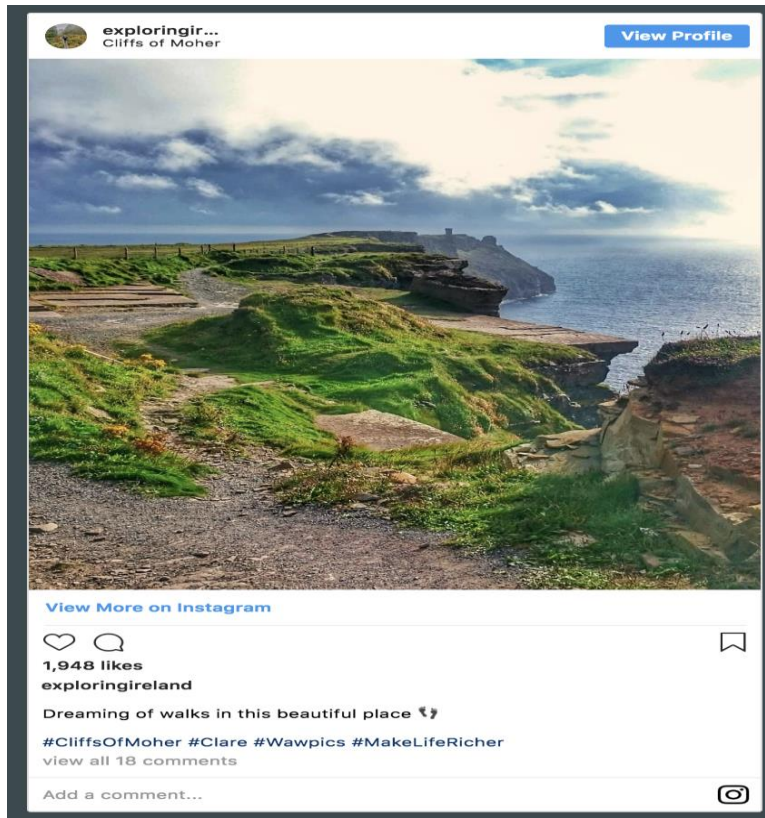 exploringir...
Cliffs of Moher
View Profile
View More on Instagram
1,948 likes
exploringireland
Dreaming of walks in this beautiful place 👣
#CliffsOfMoher #Clare #Wawpics #MakeLifeRicher
view all 18 comments
Add a comment...